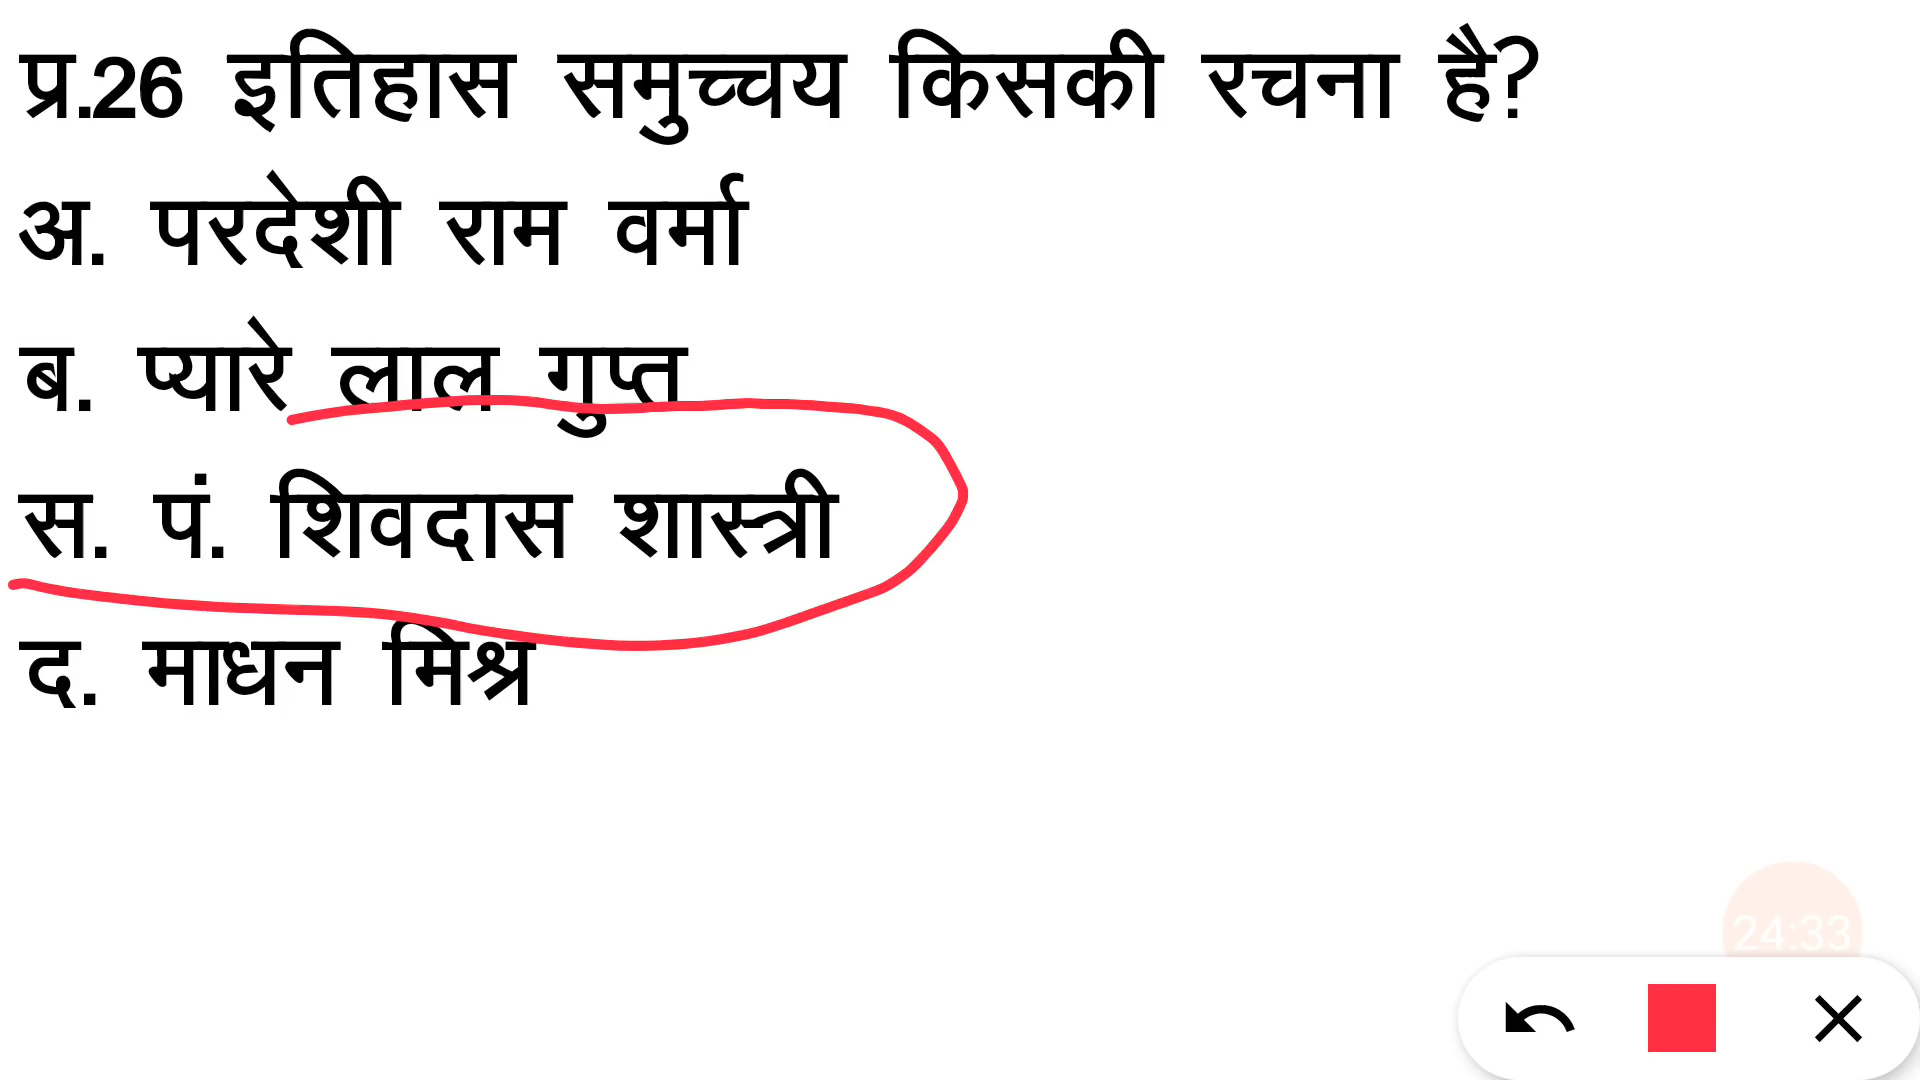 प्र.26 इतिहास समुच्चय किसकी रचना है?
अ. परदेशी राम वर्मा
ब. प्यारे लाल गुप्त
स. पं. शिवदास शास्त्री
द. माधन मिश्र
24:33